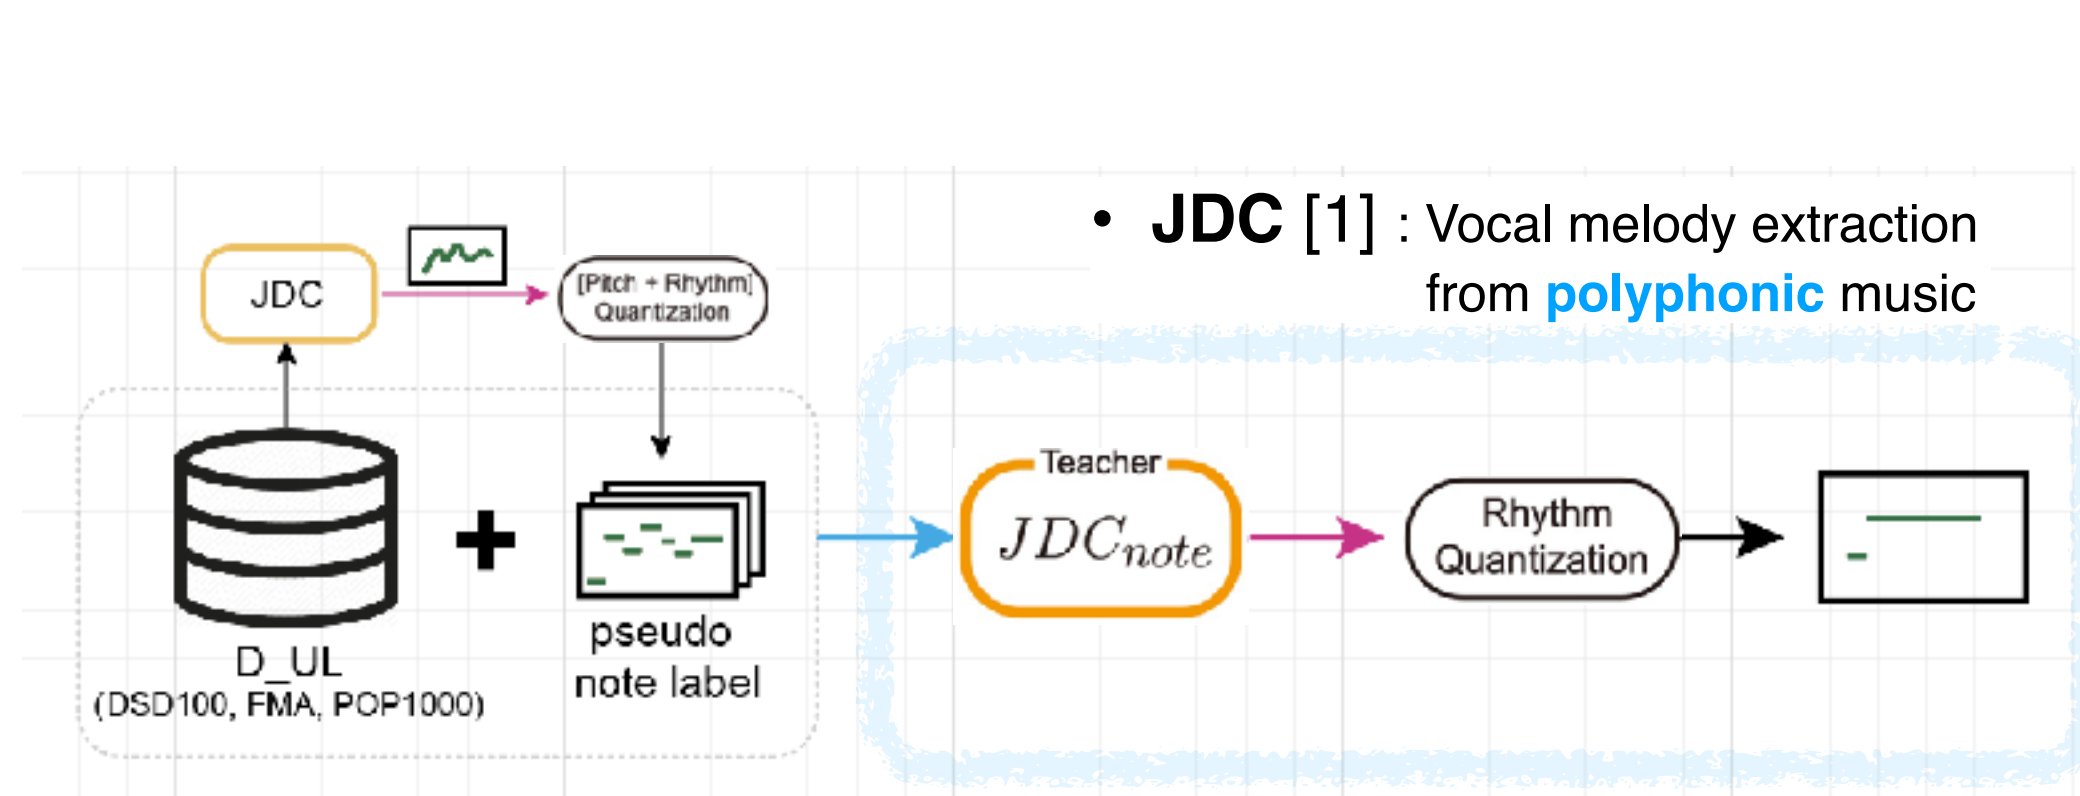 • JDC [1] : Vocal melody extraction
from polyphonic music
JDC
[Pitch + Rhythm]
Quantization
Teacher
JDC_note
Rhythm
Quantization
pseudo
note label
D_UL
(DSD100, FMA, POP1000)